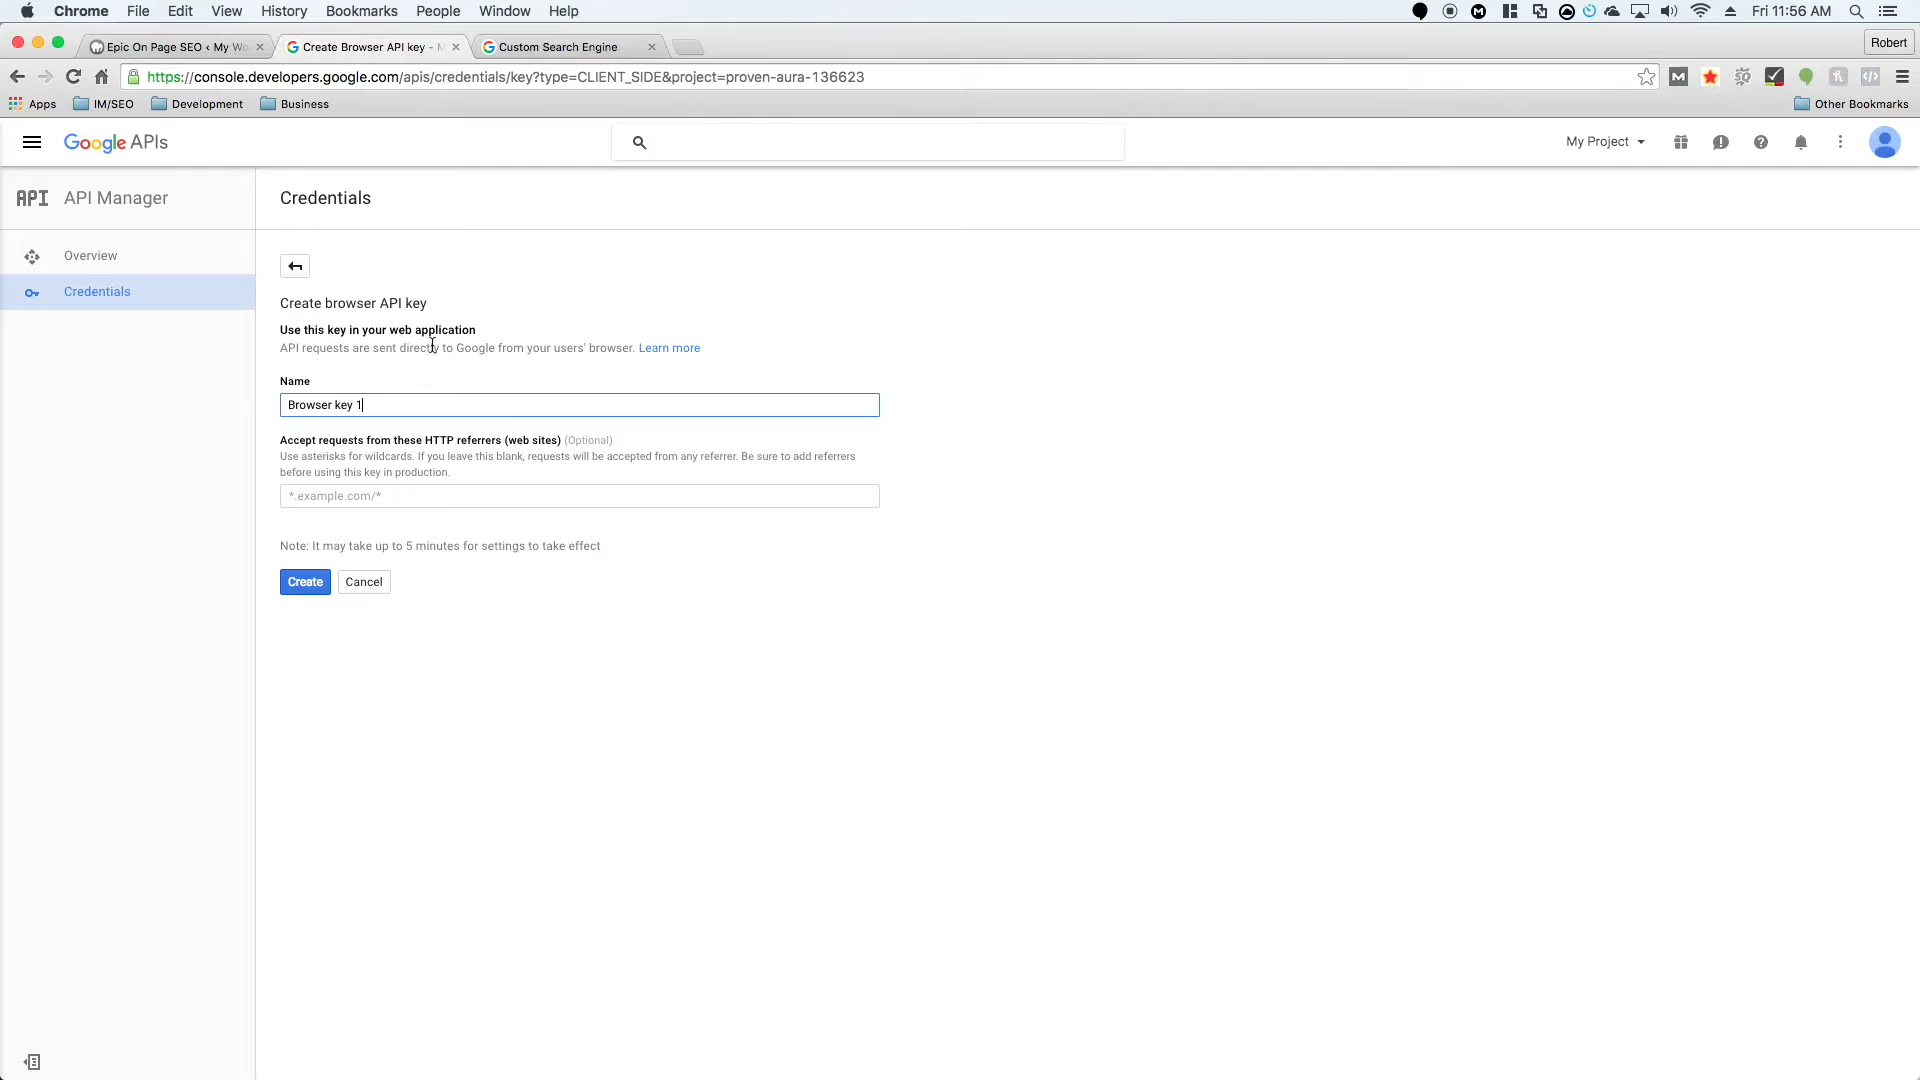 Chrome File Edit View History Bookmarks People Window Help Fri 11:56 AM
Epic On Page SEO ‹ My Wo Create Browser API key - M Custom Search Engine Robert
https://console.developers.google.com/apis/credentials/key?type=CLIENT_SIDE&project=proven-aura-136623
Apps IM/SEO Development Business Other Bookmarks
Google APIs My Project
API API Manager Credentials
Overview
Credentials
Create browser API key
Use this key in your web application
API requests are sent directly to Google from your users' browser. Learn more
Name
Browser key 1
Accept requests from these HTTP referrers (web sites) (Optional)
Use asterisks for wildcards. If you leave this blank, requests will be accepted from any referrer. Be sure to add referrers
before using this key in production.
*.example.com/*
Note: It may take up to 5 minutes for settings to take effect
Create Cancel